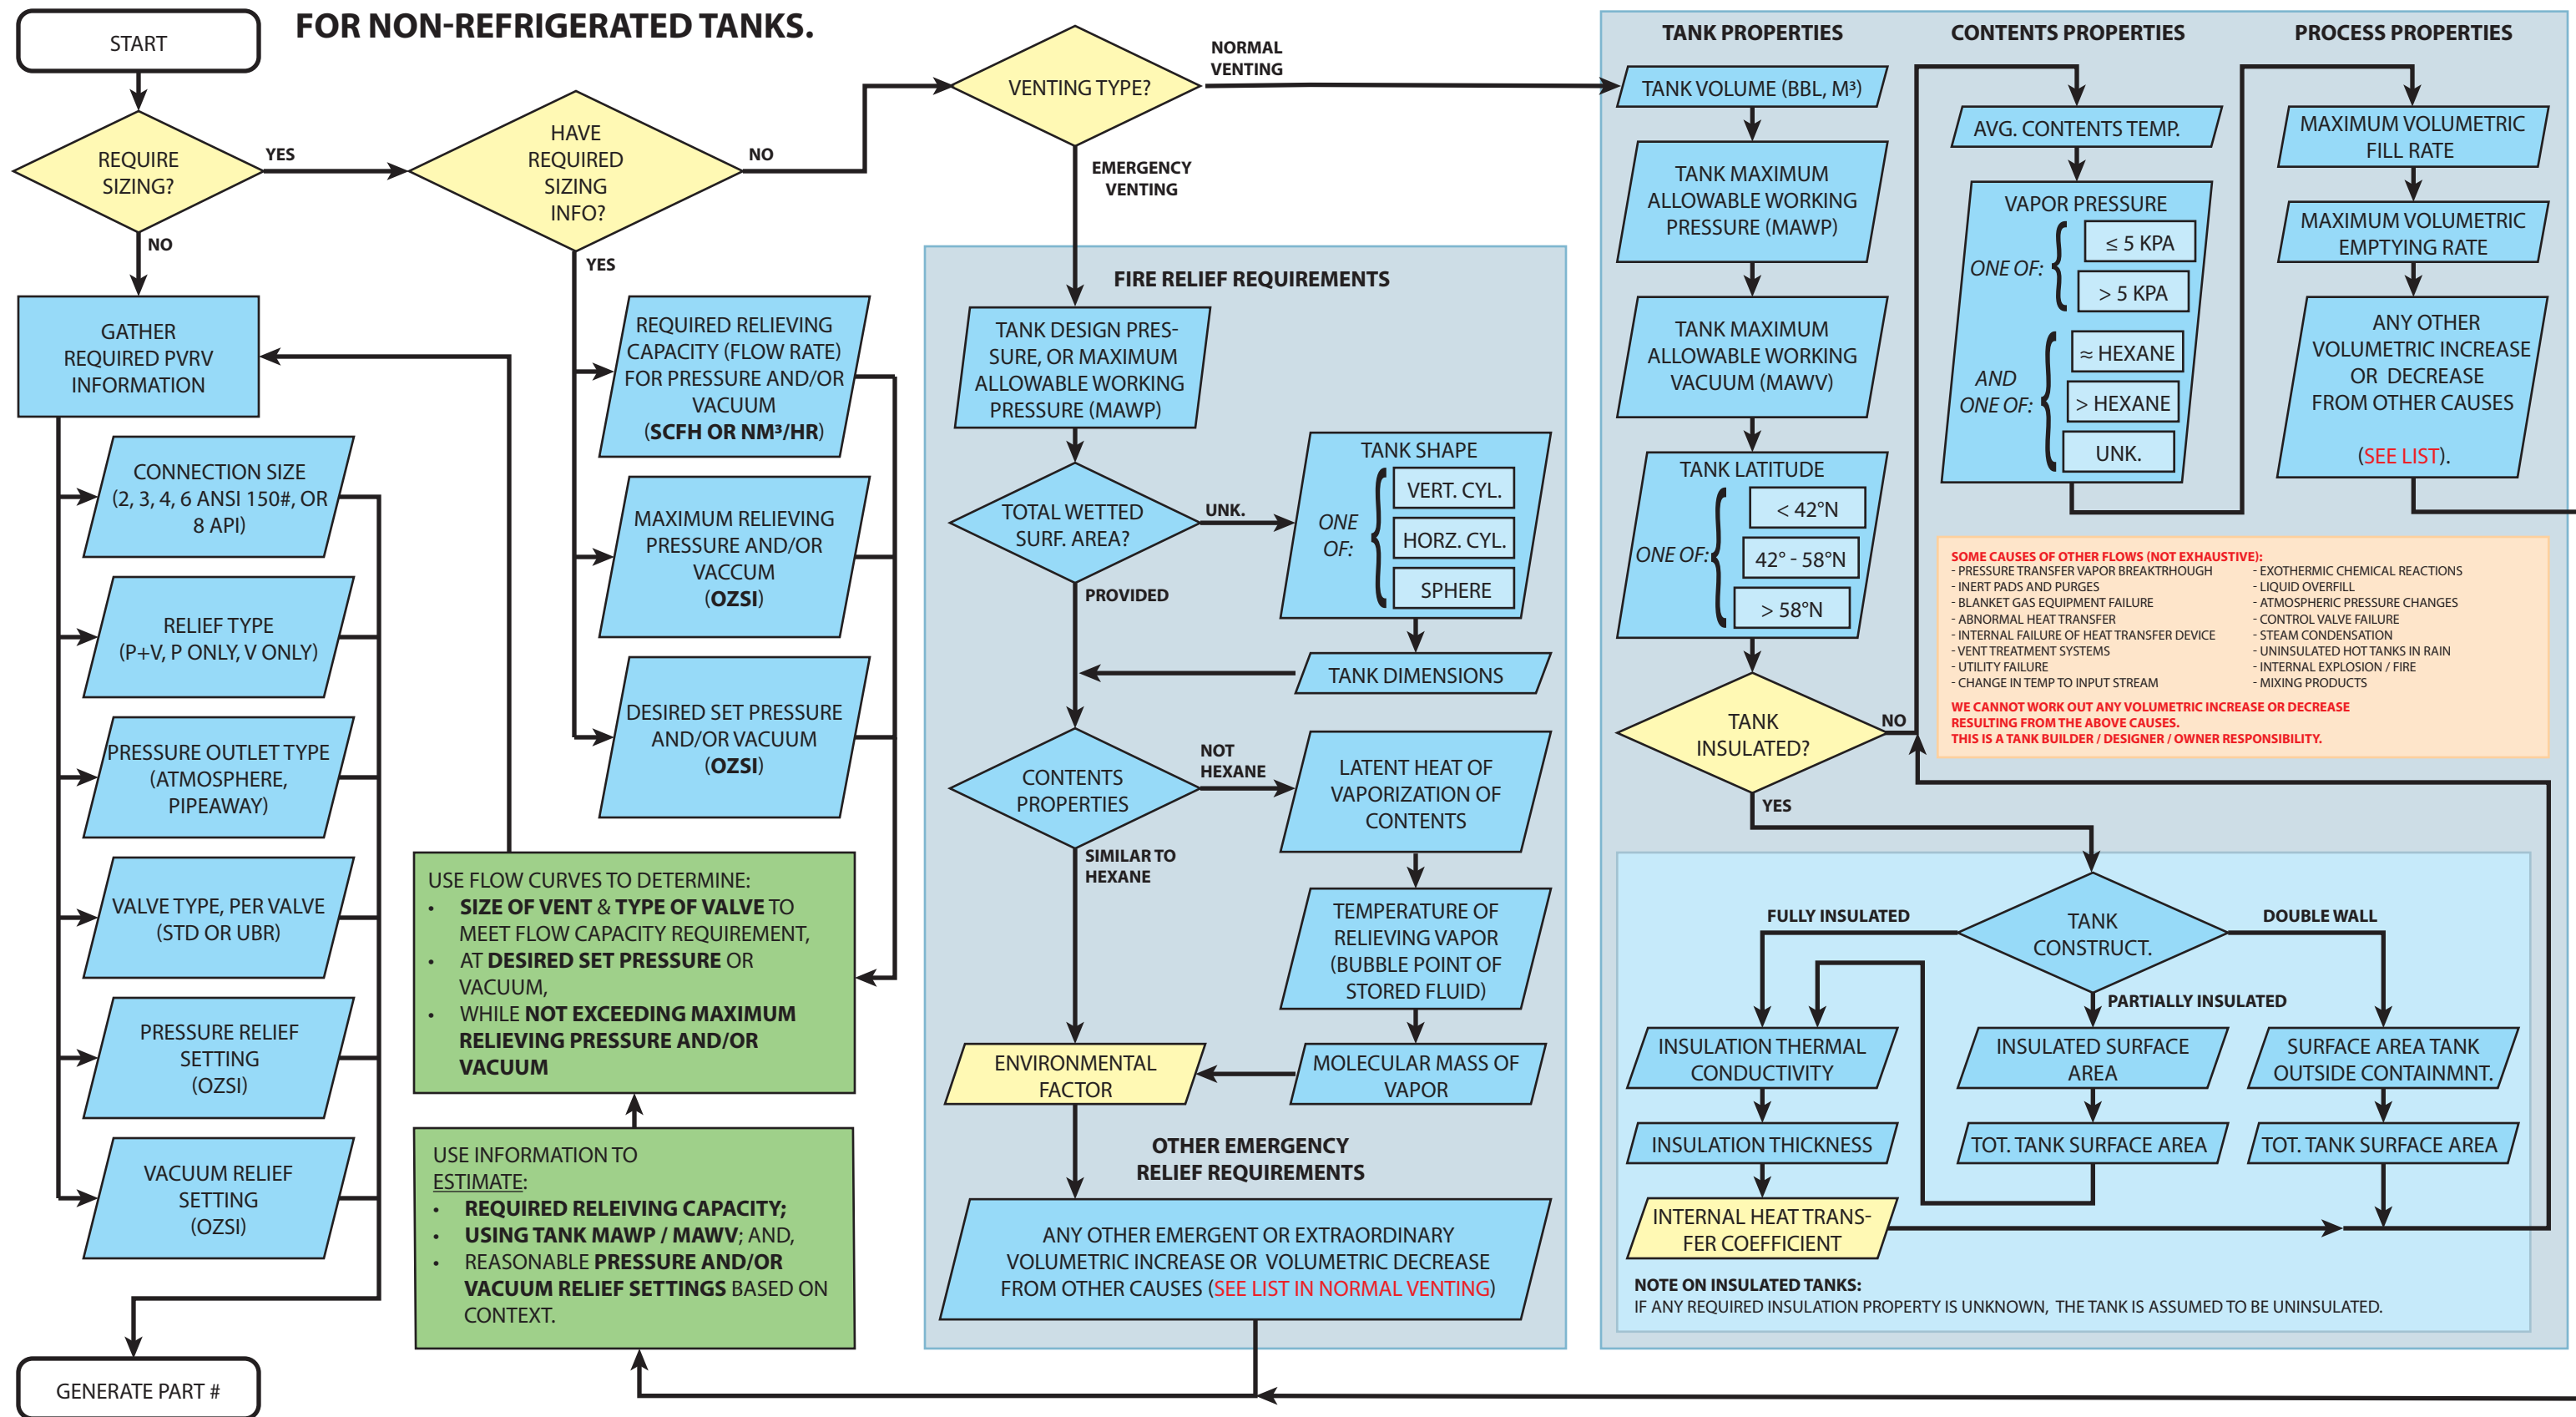 FOR NON-REFRIGERATED TANKS.
START
REQUIRE
SIZING?
YES
NO
HAVE
REQUIRED
SIZING
INFO?
NO
YES
VENTING TYPE?
NORMAL
VENTING
EMERGENCY
VENTING
GATHER
REQUIRED PVRV
INFORMATION
CONNECTION SIZE
(2, 3, 4, 6 ANSI 150#, OR
8 API)
RELIEF TYPE
(P+V, P ONLY, V ONLY)
PRESSURE OUTLET TYPE
(ATMOSPHERE,
PIPEAWAY)
VALVE TYPE, PER VALVE
(STD OR UBR)
PRESSURE RELIEF
SETTING
(OZSI)
VACUUM RELIEF
SETTING
(OZSI)
GENERATE PART #
REQUIRED RELIEVING
CAPACITY (FLOW RATE)
FOR PRESSURE AND/OR
VACUUM
(SCFH OR NM³/HR)
MAXIMUM RELIEVING
PRESSURE AND/OR
VACCUM
(OZSI)
DESIRED SET PRESSURE
AND/OR VACUUM
(OZSI)
USE FLOW CURVES TO DETERMINE:
• SIZE OF VENT & TYPE OF VALVE TO
MEET FLOW CAPACITY REQUIREMENT,
• AT DESIRED SET PRESSURE OR
VACUUM,
• WHILE NOT EXCEEDING MAXIMUM
RELIEVING PRESSURE AND/OR
VACUUM
USE INFORMATION TO
ESTIMATE:
• REQUIRED RELEIVING CAPACITY;
• USING TANK MAWP / MAWV; AND,
• REASONABLE PRESSURE AND/OR
VACUUM RELIEF SETTINGS BASED ON
CONTEXT.
FIRE RELIEF REQUIREMENTS
TANK DESIGN PRES-
SURE, OR MAXIMUM
ALLOWABLE WORKING
PRESSURE (MAWP)
TOTAL WETTED
SURF. AREA?
UNK.
PROVIDED
TANK SHAPE
ONE
OF:
VERT. CYL.
HORZ. CYL.
SPHERE
TANK DIMENSIONS
CONTENTS
PROPERTIES
NOT
HEXANE
SIMILAR TO
HEXANE
LATENT HEAT OF
VAPORIZATION OF
CONTENTS
TEMPERATURE OF
RELIEVING VAPOR
(BUBBLE POINT OF
STORED FLUID)
MOLECULAR MASS OF
VAPOR
ENVIRONMENTAL
FACTOR
OTHER EMERGENCY
RELIEF REQUIREMENTS
ANY OTHER EMERGENT OR EXTRAORDINARY
VOLUMETRIC INCREASE OR VOLUMETRIC DECREASE
FROM OTHER CAUSES (SEE LIST IN NORMAL VENTING)
TANK PROPERTIES
TANK VOLUME (BBL, M³)
TANK MAXIMUM
ALLOWABLE WORKING
PRESSURE (MAWP)
TANK MAXIMUM
ALLOWABLE WORKING
VACUUM (MAWV)
TANK LATITUDE
ONE OF:
< 42°N
42° - 58°N
> 58°N
TANK
INSULATED?
NO
YES
CONTENTS PROPERTIES
AVG. CONTENTS TEMP.
VAPOR PRESSURE
ONE OF:
≤ 5 KPA
> 5 KPA
AND
ONE OF:
≈ HEXANE
> HEXANE
UNK.
PROCESS PROPERTIES
MAXIMUM VOLUMETRIC
FILL RATE
MAXIMUM VOLUMETRIC
EMPTYING RATE
ANY OTHER
VOLUMETRIC INCREASE
OR DECREASE
FROM OTHER CAUSES
(SEE LIST).
SOME CAUSES OF OTHER FLOWS (NOT EXHAUSTIVE):
- PRESSURE TRANSFER VAPOR BREAKTRHOUGH
- INERT PADS AND PURGES
- BLANKET GAS EQUIPMENT FAILURE
- ABNORMAL HEAT TRANSFER
- INTERNAL FAILURE OF HEAT TRANSFER DEVICE
- VENT TREATMENT SYSTEMS
- UTILITY FAILURE
- CHANGE IN TEMP TO INPUT STREAM
- EXOTHERMIC CHEMICAL REACTIONS
- LIQUID OVERFILL
- ATMOSPHERIC PRESSURE CHANGES
- CONTROL VALVE FAILURE
- STEAM CONDENSATION
- UNINSULATED HOT TANKS IN RAIN
- INTERNAL EXPLOSION / FIRE
- MIXING PRODUCTS
WE CANNOT WORK OUT ANY VOLUMETRIC INCREASE OR DECREASE
RESULTING FROM THE ABOVE CAUSES.
THIS IS A TANK BUILDER / DESIGNER / OWNER RESPONSIBILITY.
TANK
CONSTRUCT.
FULLY INSULATED
DOUBLE WALL
PARTIALLY INSULATED
INSULATION THERMAL
CONDUCTIVITY
INSULATION THICKNESS
INTERNAL HEAT TRANS-
FER COEFFICIENT
INSULATED SURFACE
AREA
TOT. TANK SURFACE AREA
SURFACE AREA TANK
OUTSIDE CONTAINMNT.
TOT. TANK SURFACE AREA
NOTE ON INSULATED TANKS:
IF ANY REQUIRED INSULATION PROPERTY IS UNKNOWN, THE TANK IS ASSUMED TO BE UNINSULATED.